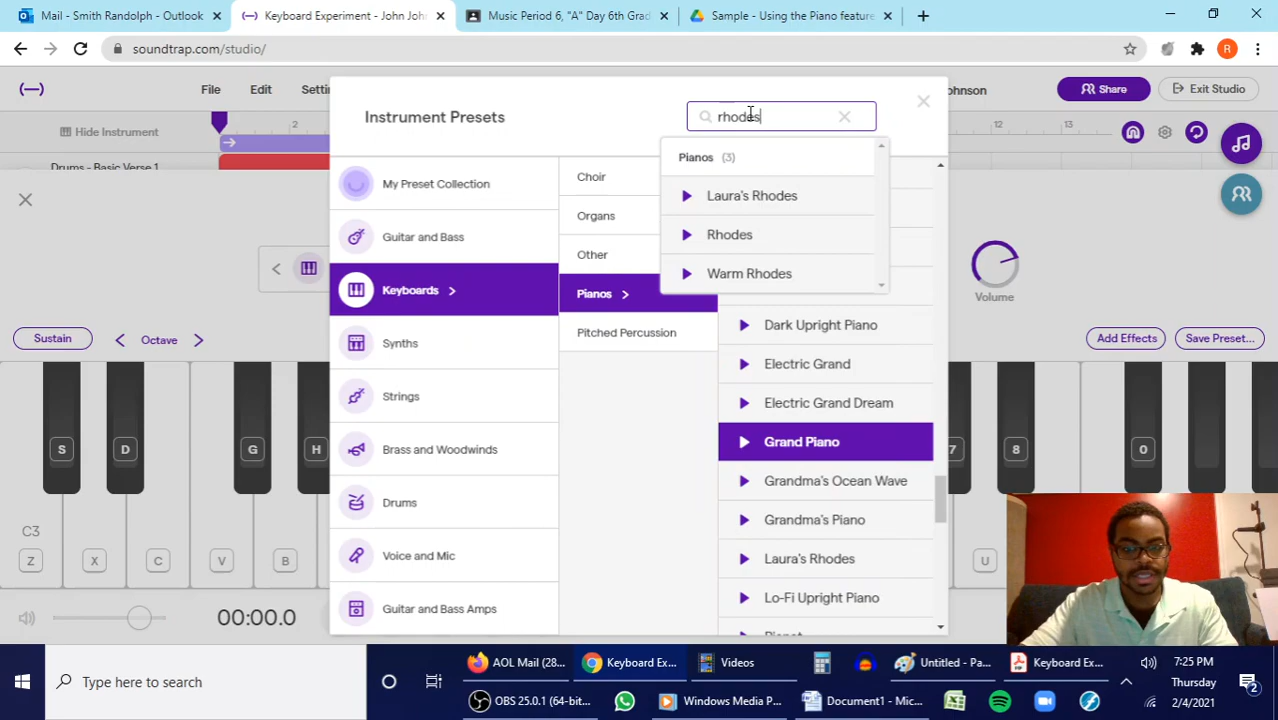 Mail - Smith Randolph - Outlook
Keyboard Experiment - John John
Music Period 6, "A" Day 6th Grad
Sample - Using the Piano feature
soundtrap.com/studio/
R
File
Edit
Setti
hnson
Share
Exit Studio
Hide Instrument
2
12
13
Drums - Basic Verse 1
Instrument Presets
rhodes
Pianos (3)
Laura's Rhodes
Rhodes
Warm Rhodes
My Preset Collection
Guitar and Bass
Keyboards
Synths
Strings
Brass and Woodwinds
Drums
Voice and Mic
Guitar and Bass Amps
Choir
Organs
Other
Pianos
Pitched Percussion
Dark Upright Piano
Electric Grand
Electric Grand Dream
Grand Piano
Grandma's Ocean Wave
Grandma's Piano
Laura's Rhodes
Lo-Fi Upright Piano
Volume
Sustain
Octave
Add Effects
Save Preset...
S
D
G
H
7
8
0
C3
Z
X
C
V
B
U
00:00.0
Type here to search
AOL Mail (28...
Keyboard Ex...
Videos
Untitled - Pa...
Keyboard Ex...
OBS 25.0.1 (64-bit...
Windows Media P...
Document1 - Mic...
7:25 PM
Thursday
2/4/2021
2